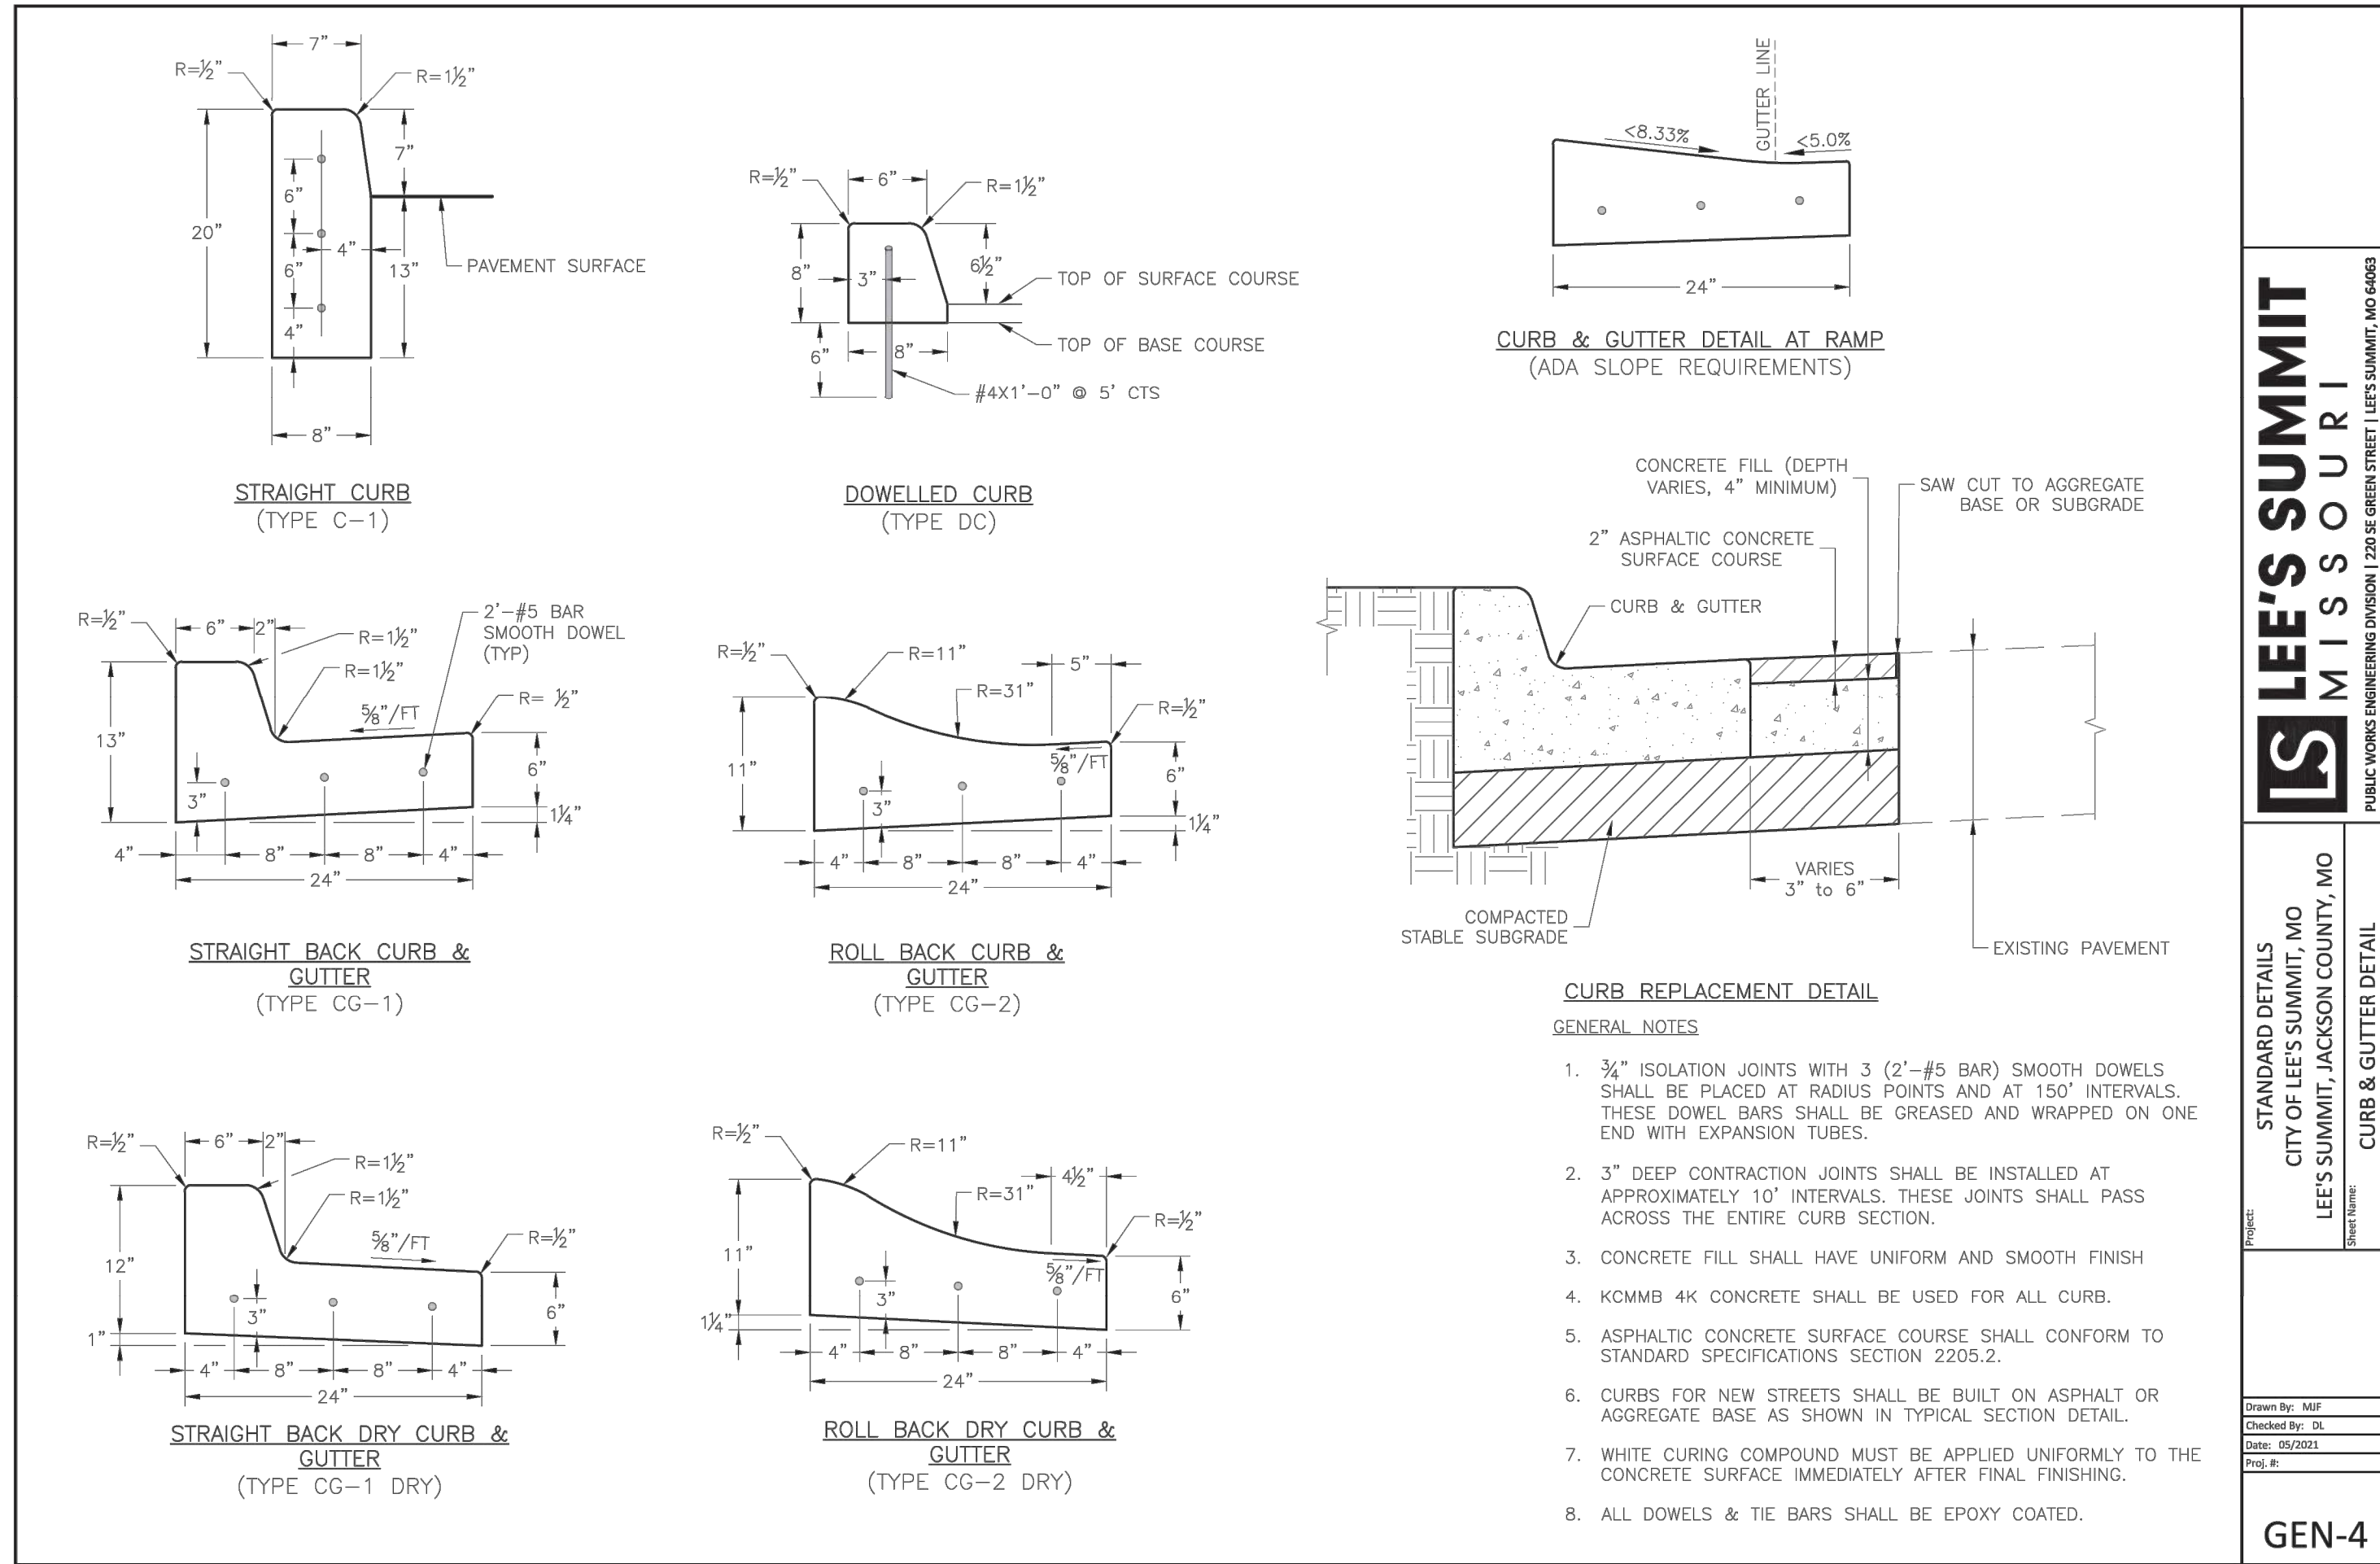 7”
R=½”
R=1½”
7”
6”
20”
4”
6”
13”
PAVEMENT SURFACE
4”
8”
STRAIGHT CURB
(TYPE C-1)
R=½”
6”
R=1½”
8”
3”
6½”
TOP OF SURFACE COURSE
6”
8”
TOP OF BASE COURSE
#4X1'-0” @ 5' CTS
DOWELLED CURB
(TYPE DC)
GUTTER LINE
<8.33%
<5.0%
24”
CURB & GUTTER DETAIL AT RAMP
(ADA SLOPE REQUIREMENTS)
R=½”
6”
2”
R=1½”
R=1½”
2'-#5 BAR
SMOOTH DOWEL
(TYP)
R= ½”
⅝”/FT
13”
3”
6”
1¼”
4”
8”
8”
4”
24”
STRAIGHT BACK CURB &
GUTTER
(TYPE CG-1)
R=½”
R=11”
R=31”
5”
R=½”
⅝”/FT
11”
3”
6”
1¼”
4”
8”
8”
4”
24”
ROLL BACK CURB &
GUTTER
(TYPE CG-2)
CONCRETE FILL (DEPTH
VARIES, 4” MINIMUM)
SAW CUT TO AGGREGATE
BASE OR SUBGRADE
2” ASPHALTIC CONCRETE
SURFACE COURSE
CURB & GUTTER
VARIES
3” to 6”
COMPACTED
STABLE SUBGRADE
EXISTING PAVEMENT
CURB REPLACEMENT DETAIL
R=½”
6”
2”
R=1½”
R=1½”
⅝”/FT
R=½”
12”
3”
6”
1”
4”
8”
8”
4”
24”
STRAIGHT BACK DRY CURB &
GUTTER
(TYPE CG-1 DRY)
R=½”
R=11”
R=31”
4½”
R=½”
⅝”/FT
11”
3”
6”
1¼”
4”
8”
8”
4”
24”
ROLL BACK DRY CURB &
GUTTER
(TYPE CG-2 DRY)
GENERAL NOTES
1. ¾” ISOLATION JOINTS WITH 3 (2'-#5 BAR) SMOOTH DOWELS
SHALL BE PLACED AT RADIUS POINTS AND AT 150' INTERVALS.
THESE DOWEL BARS SHALL BE GREASED AND WRAPPED ON ONE
END WITH EXPANSION TUBES.
2. 3” DEEP CONTRACTION JOINTS SHALL BE INSTALLED AT
APPROXIMATELY 10' INTERVALS. THESE JOINTS SHALL PASS
ACROSS THE ENTIRE CURB SECTION.
3. CONCRETE FILL SHALL HAVE UNIFORM AND SMOOTH FINISH
4. KCMMB 4K CONCRETE SHALL BE USED FOR ALL CURB.
5. ASPHALTIC CONCRETE SURFACE COURSE SHALL CONFORM TO
STANDARD SPECIFICATIONS SECTION 2205.2.
6. CURBS FOR NEW STREETS SHALL BE BUILT ON ASPHALT OR
AGGREGATE BASE AS SHOWN IN TYPICAL SECTION DETAIL.
7. WHITE CURING COMPOUND MUST BE APPLIED UNIFORMLY TO THE
CONCRETE SURFACE IMMEDIATELY AFTER FINAL FINISHING.
8. ALL DOWELS & TIE BARS SHALL BE EPOXY COATED.
LS LEE'S SUMMIT
MISSOURI
PUBLIC WORKS ENGINEERING DIVISION | 220 SE GREEN STREET | LEE'S SUMMIT, MO 64063
Project:
STANDARD DETAILS
CITY OF LEE'S SUMMIT, MO
LEE'S SUMMIT, JACKSON COUNTY, MO
Sheet Name:
CURB & GUTTER DETAIL
Drawn By: MJF
Checked By: DL
Date: 05/2021
Proj. #:
GEN-4